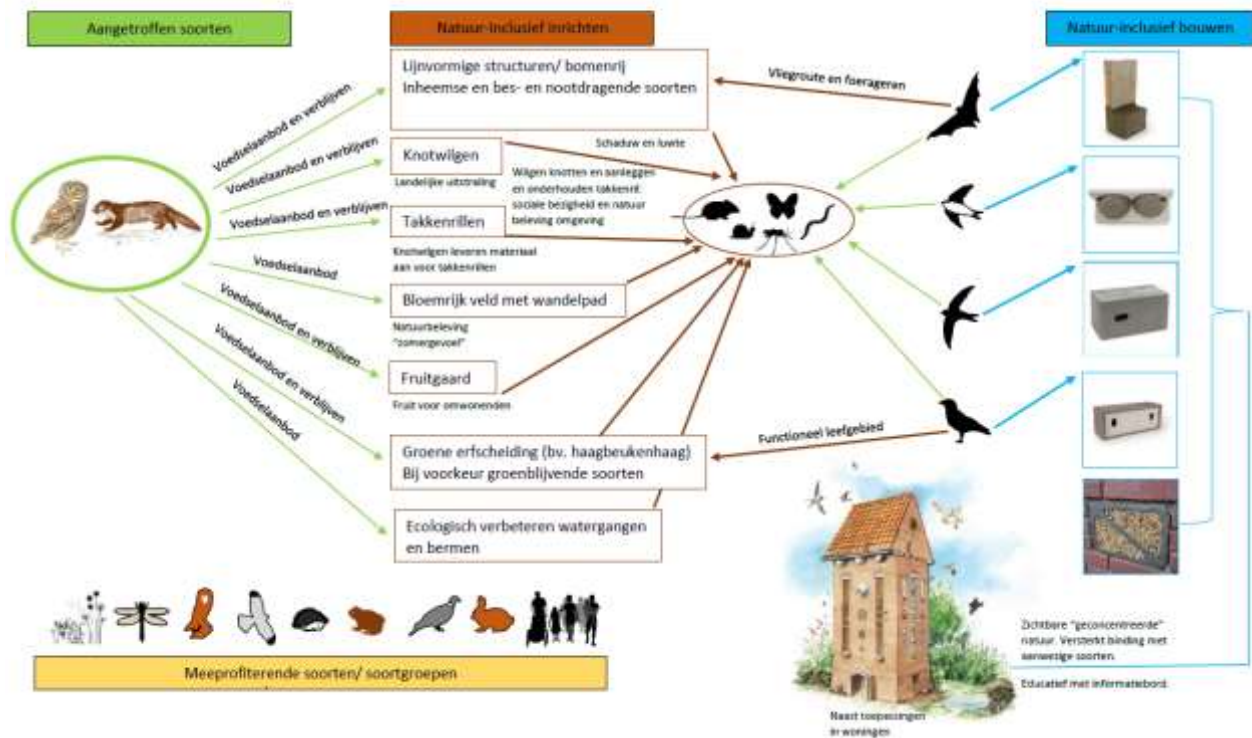 Aangetroffen soorten
Natuur-inclusief inrichten
Natuur-inclusief bouwen
Lijnvormige structuren/ bomenrij
Inheemse en bes- en nootdragende soorten
Vliegroute en foerageren
Voedselaanbod en verblijven
Voedselaanbod en verblijven
Voedselaanbod en verblijven
Voedselaanbod
Voedselaanbod en verblijven
Voedselaanbod en verblijven
Voedselaanbod
Knotwilgen
Landelijke uitstraling
Schaduw en luwte
Wilgen knotten en aanleggen
en onderhouden takkenril
sociale bezigheid en natuur
beleving omgeving
Takkenrillen
Knotwilgen leveren materiaal
aan voor takkenrillen
Bloemrijk veld met wandelpad
Natuurbeleving
"zomergevoel"
Fruitgaard
Fruit voor omwonenden
Groene erfscheiding (bv. haagbeukenhaag)
Bij voorkeur groenblijvende soorten
Functioneel leefgebied
Ecologisch verbeteren watergangen
en bermen
Meeprofiterende soorten/ soortgroepen
Zichtbare "geconcentreerde"
natuur. Versterkt binding met
aanwezige soorten.
Educatief met informatiebord.
Naast toepassingen
in woningen